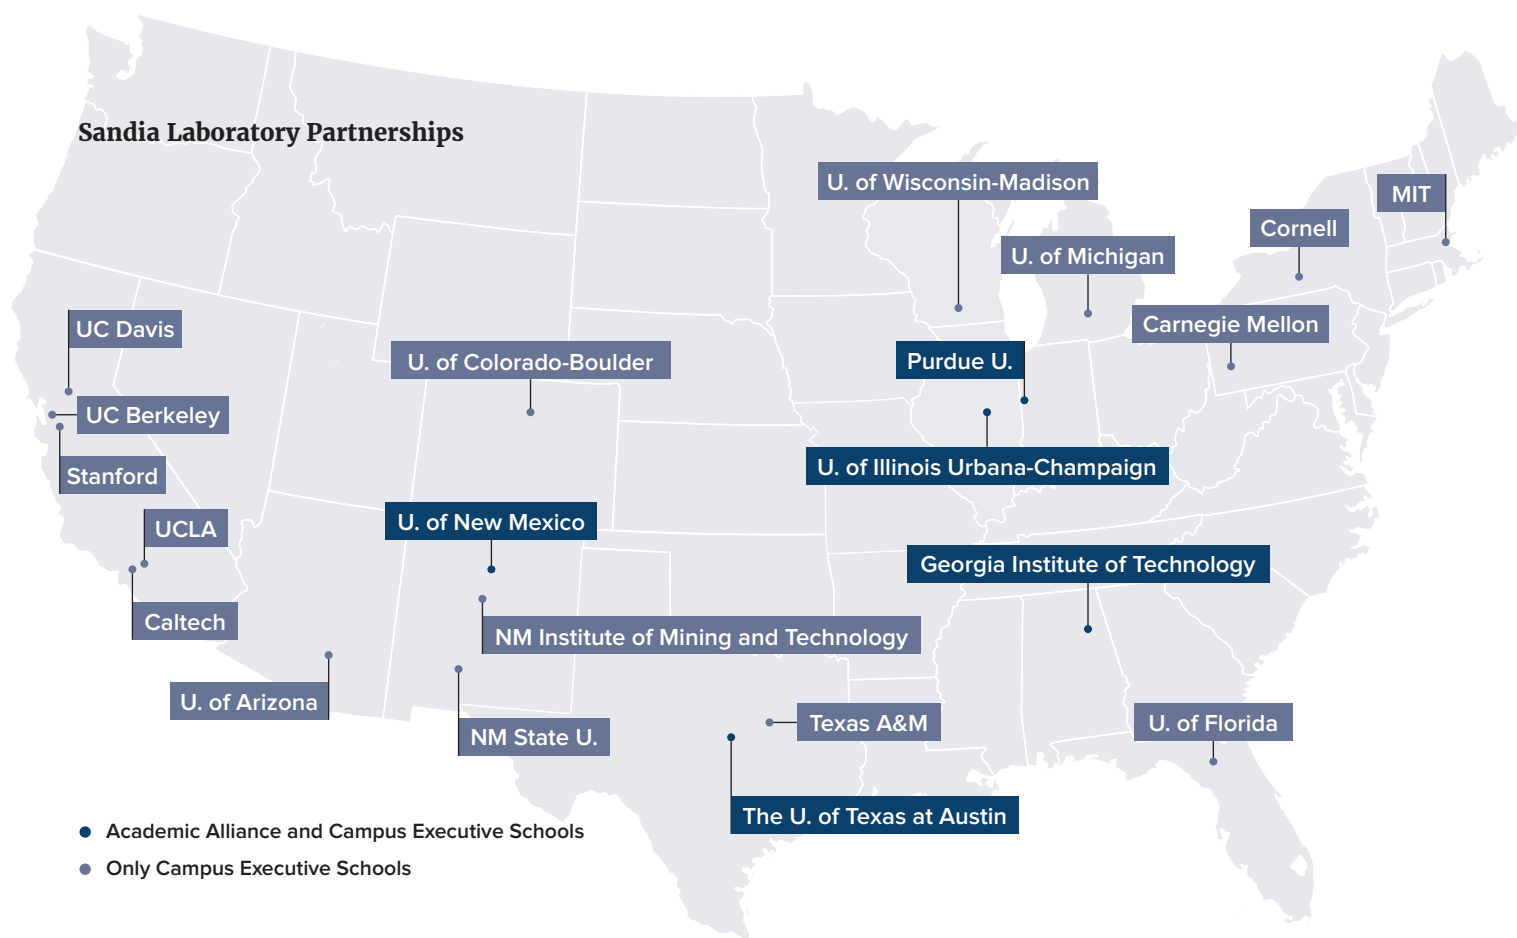 Sandia Laboratory Partnerships
U. of Wisconsin-Madison
MIT
Cornell
U. of Michigan
UC Davis
Carnegie Mellon
U. of Colorado-Boulder
Purdue U.
UC Berkeley
U. of Illinois Urbana-Champaign
Stanford
U. of New Mexico
UCLA
Georgia Institute of Technology
Caltech
NM Institute of Mining and Technology
U. of Arizona
Texas A&M
U. of Florida
NM State U.
The U. of Texas at Austin
Academic Alliance and Campus Executive Schools
Only Campus Executive Schools